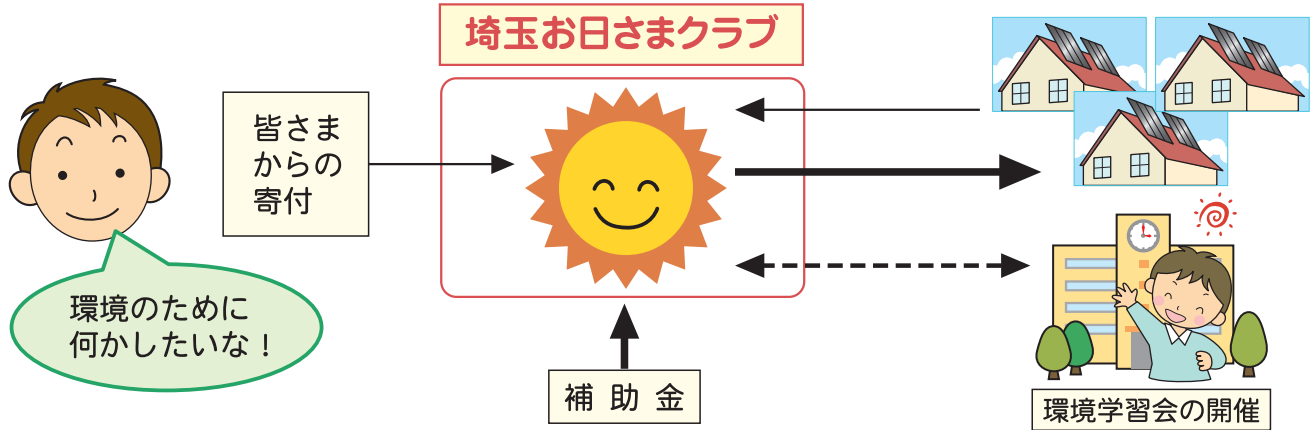 埼玉お日さまクラブ
皆さま
からの
寄付
環境のために
何かしたいな！
補助金
環境学習会の開催